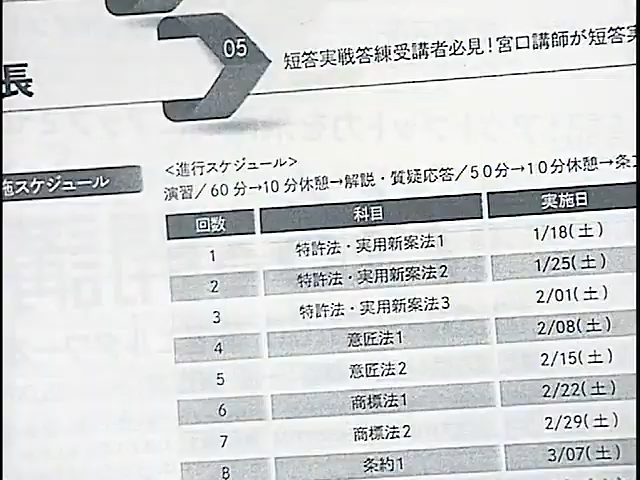 05
短答実戦答練受講者必見!宮口講師が短答実
長
<進行スケジュール>
施スケジュール
演習/60分→10分休憩→解説・質疑応答/50分→10分休憩→条
回数 科目 実施日
1 特許法・実用新案法1 1/18(土)
2 特許法・実用新案法2 1/25(土)
3 特許法・実用新案法3 2/01(土)
4 意匠法1 2/08(土)
5 意匠法2 2/15(土)
6 商標法1 2/22(土)
7 商標法2 2/29(土)
8 条約1 3/07(土)